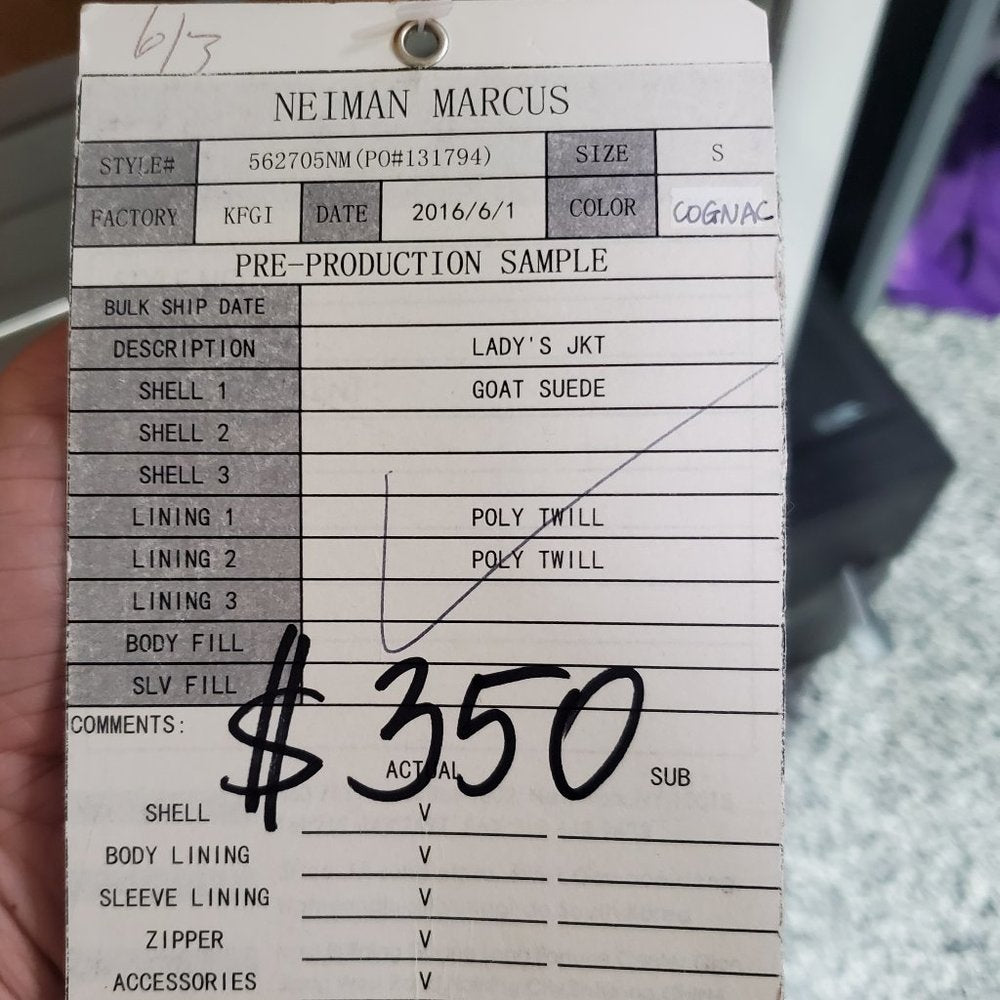 6/3
NEIMAN MARCUS
STYLE# 562705NM(PO#131794) SIZE S
FACTORY KFGI DATE 2016/6/1 COLOR COGNAC
PRE-PRODUCTION SAMPLE
BULK SHIP DATE
DESCRIPTION LADY'S JKT
SHELL 1 GOAT SUEDE
SHELL 2
SHELL 3
LINING 1 POLY TWILL
LINING 2 POLY TWILL
LINING 3
BODY FILL
SLV FILL
$350
COMMENTS:
ACTUAL SUB
SHELL V
BODY LINING V
SLEEVE LINING V
ZIPPER V
ACCESSORIES V